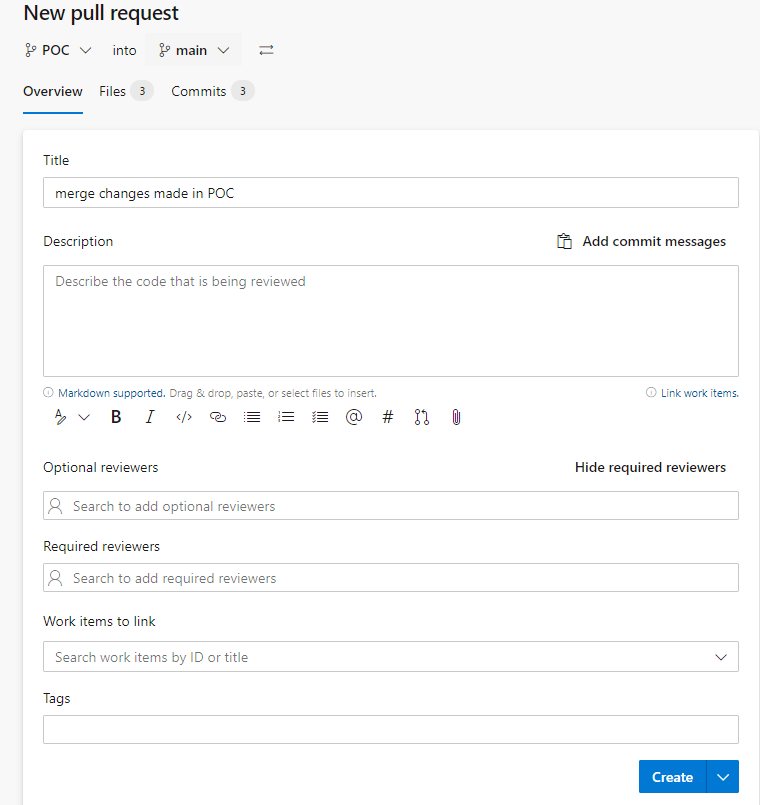 New pull request
POC into main
Overview Files 3 Commits 3
Title
merge changes made in POC
Description Add commit messages
Describe the code that is being reviewed
Markdown supported. Drag & drop, paste, or select files to insert. Link work items.
B I </> @ #
Optional reviewers Hide required reviewers
Search to add optional reviewers
Required reviewers
Search to add required reviewers
Work items to link
Search work items by ID or title
Tags
Create